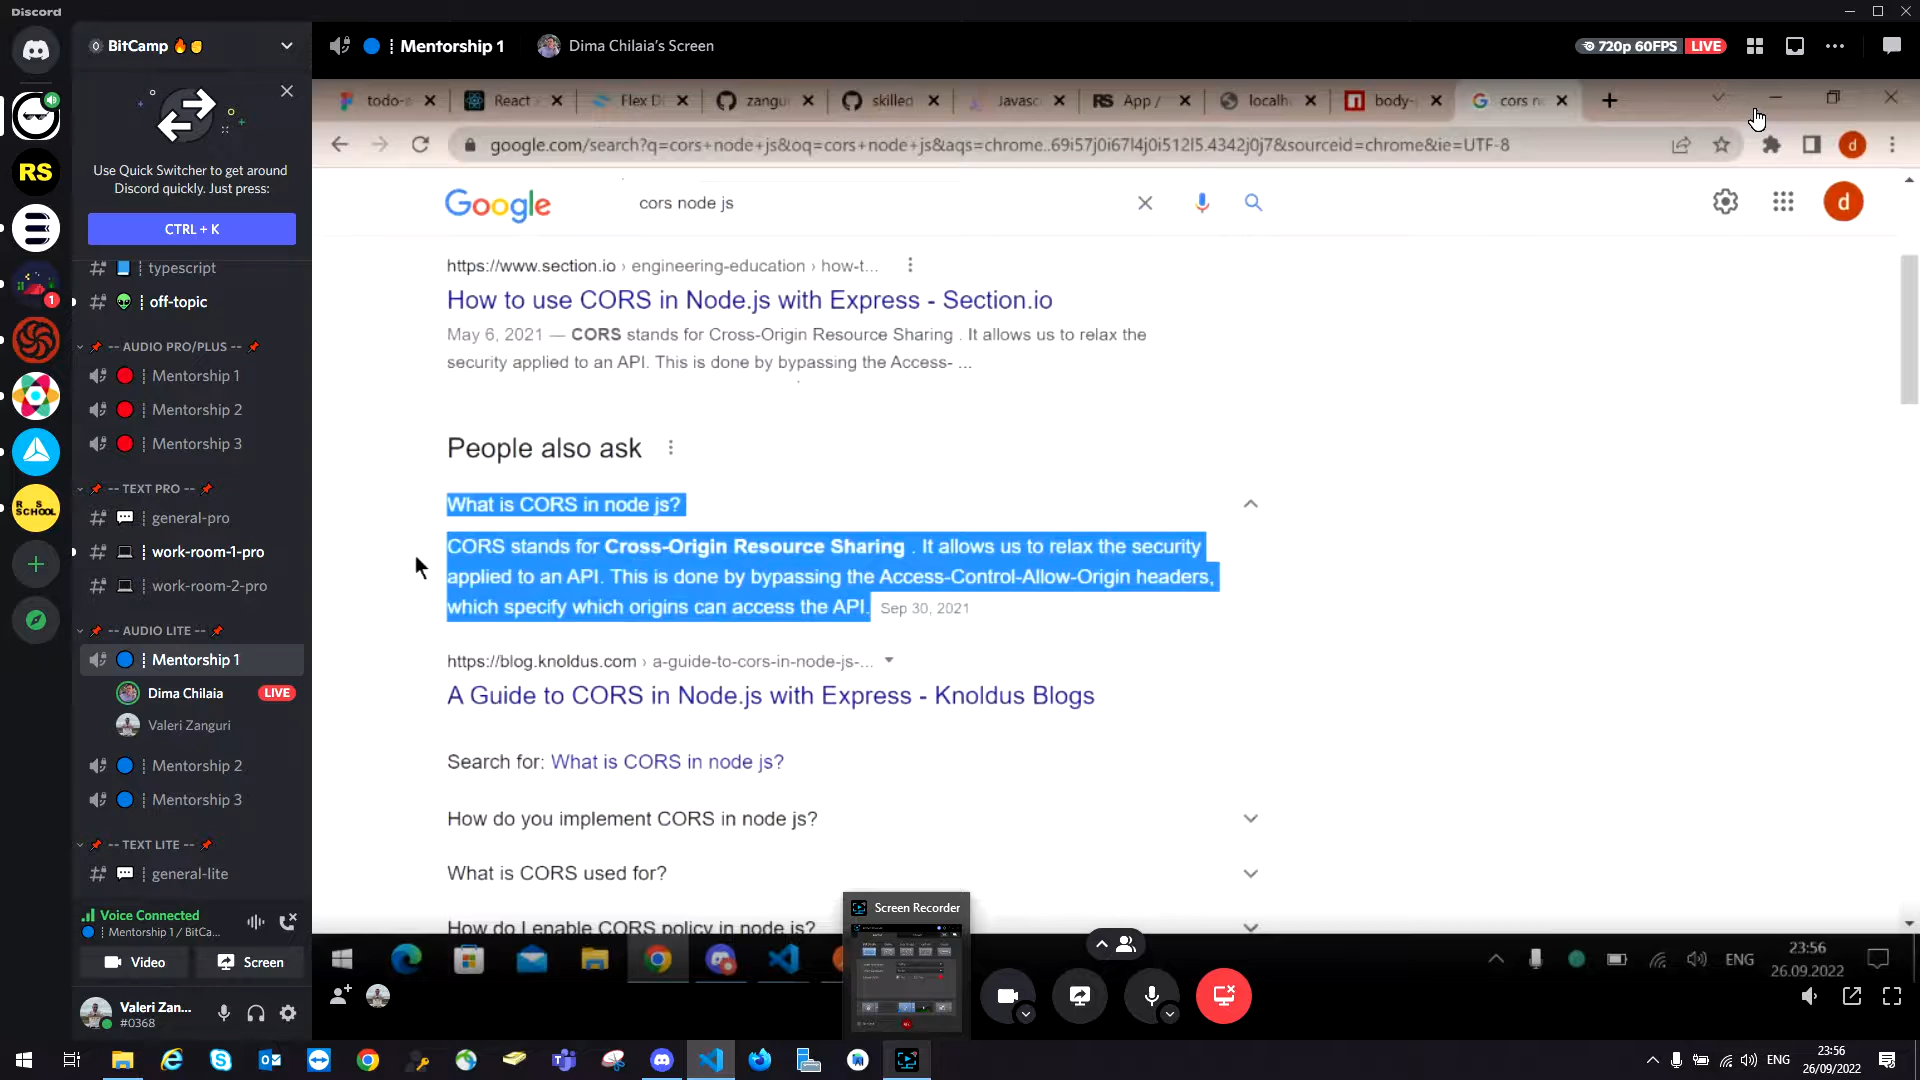 Discord
BitCamp
Mentorship 1
Dima Chilaia's Screen
720p 60FPS
LIVE
Use Quick Switcher to get around
Discord quickly. Just press:
CTRL + K
typescript
off-topic
-- AUDIO PRO/PLUS --
Mentorship 1
Mentorship 2
Mentorship 3
-- TEXT PRO --
general-pro
work-room-1-pro
work-room-2-pro
-- AUDIO LITE --
Mentorship 1
Dima Chilaia
LIVE
Valeri Zanguri
Mentorship 2
Mentorship 3
-- TEXT LITE --
general-lite
Voice Connected
Mentorship 1 / BitCa...
Video
Screen
Valeri Zan...
#0368
RS
1
RS
SCHOOL
todo-
React
Flex D
zangu
skilled
Javasc
RS App /
localh
body-
cors n
google.com/search?q=cors+node+js&oq=cors+node+js&aqs=chrome..69i57j0i67l4j0i512l5.4342j0j7&sourceid=chrome&ie=UTF-8
d
Google
cors node js
d
https://www.section.io › engineering-education › how-t...
How to use CORS in Node.js with Express - Section.io
May 6, 2021 — CORS stands for Cross-Origin Resource Sharing . It allows us to relax the
security applied to an API. This is done by bypassing the Access- ...
People also ask
What is CORS in node js?
CORS stands for Cross-Origin Resource Sharing . It allows us to relax the security
applied to an API. This is done by bypassing the Access-Control-Allow-Origin headers,
which specify which origins can access the API. Sep 30, 2021
https://blog.knoldus.com › a-guide-to-cors-in-node-js-...
A Guide to CORS in Node.js with Express - Knoldus Blogs
Search for: What is CORS in node js?
How do you implement CORS in node js?
What is CORS used for?
How do I enable CORS policy in node js?
Screen Recorder
ENG
23:56
26.09.2022
ENG
23:56
26/09/2022